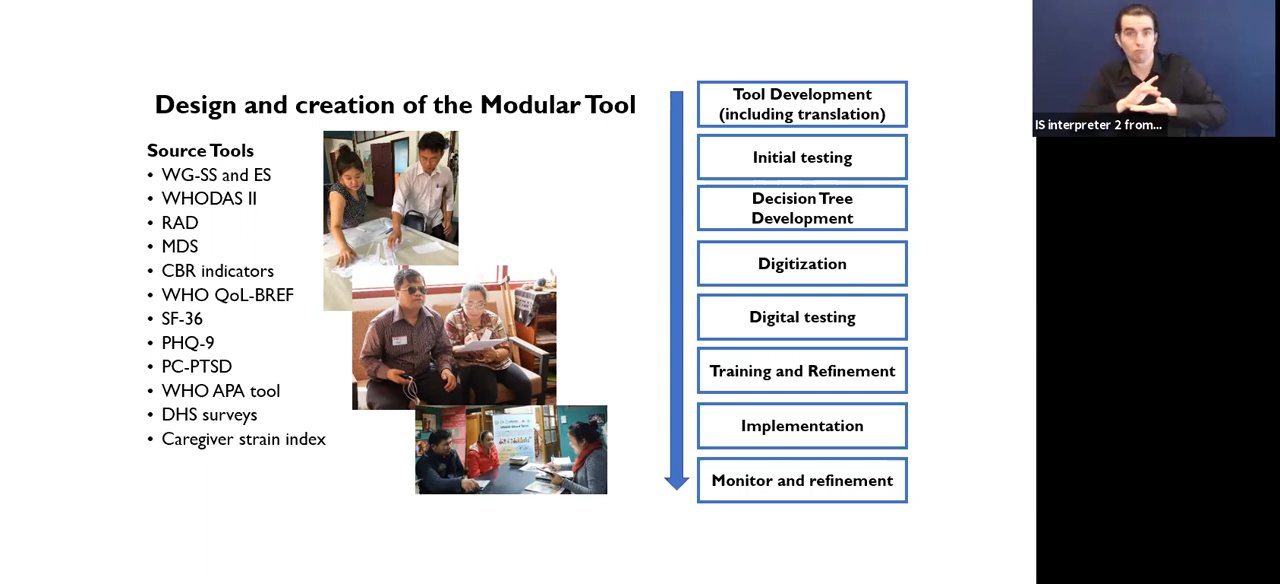 Design and creation of the Modular Tool
Source Tools
• WG-SS and ES
• WHODAS II
• RAD
• MDS
• CBR indicators
• WHO QoL-BREF
• SF-36
• PHQ-9
• PC-PTSD
• WHO APA tool
• DHS surveys
• Caregiver strain index
Tool Development
(including translation)
Initial testing
Decision Tree
Development
Digitization
Digital testing
Training and Refinement
Implementation
Monitor and refinement
IS interpreter 2 from...